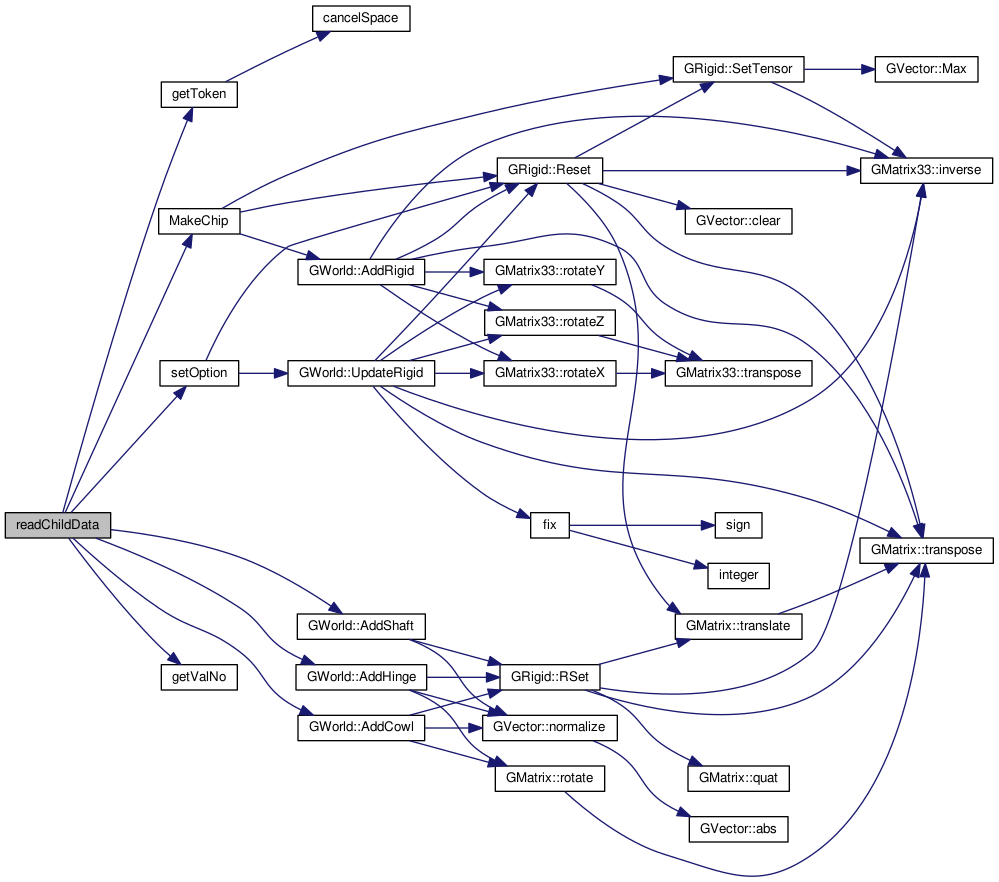 cancelSpace
GRigid::SetTensor
GVector::Max
getToken
GRigid::Reset
GMatrix33::inverse
MakeChip
GVector::clear
GWorld::AddRigid
GMatrix33::rotateY
GMatrix33::rotateZ
setOption
GWorld::UpdateRigid
GMatrix33::rotateX
GMatrix33::transpose
readChildData
fix
sign
GMatrix::transpose
integer
GWorld::AddShaft
GMatrix::translate
getValNo
GWorld::AddHinge
GRigid::RSet
GWorld::AddCowl
GVector::normalize
GMatrix::rotate
GMatrix::quat
GVector::abs